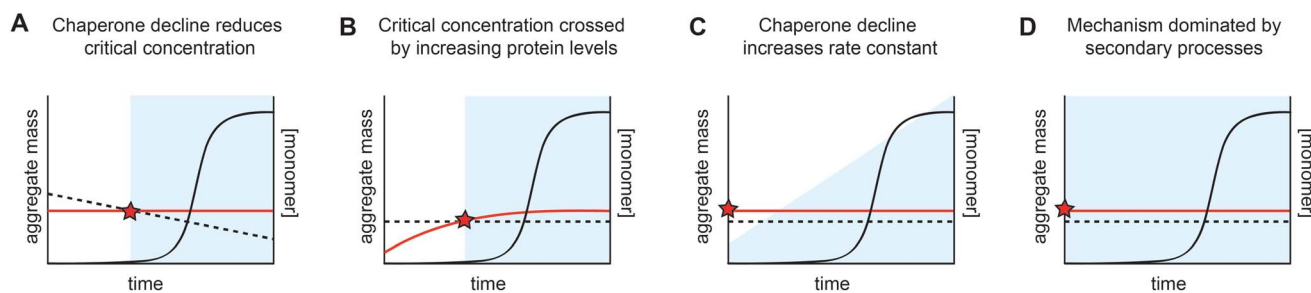 A
Chaperone decline reduces
critical concentration
aggregate mass
[monomer]
time
B
Critical concentration crossed
by increasing protein levels
aggregate mass
[monomer]
time
C
Chaperone decline
increases rate constant
aggregate mass
[monomer]
time
D
Mechanism dominated by
secondary processes
aggregate mass
[monomer]
time